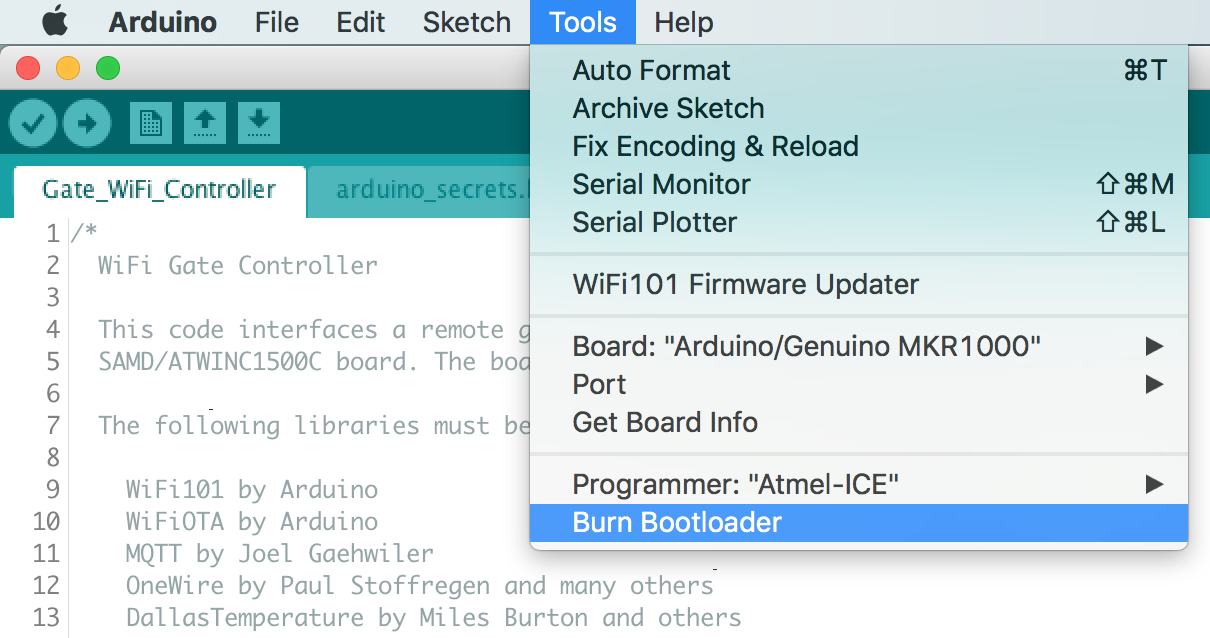 Arduino File Edit Sketch Tools Help
Auto Format ⌘T
Archive Sketch
Fix Encoding & Reload
Serial Monitor ⇧⌘M
Serial Plotter ⇧⌘L
WiFi101 Firmware Updater
Board: "Arduino/Genuino MKR1000"
Port
Get Board Info
Programmer: "Atmel-ICE"
Burn Bootloader
Gate_WiFi_Controller arduino_secrets.
1 /*
2 WiFi Gate Controller
3
4 This code interfaces a remote g
5 SAMD/ATWINC1500C board. The boa
6
7 The following libraries must be
8
9 WiFi101 by Arduino
10 WiFiOTA by Arduino
11 MQTT by Joel Gaehwiler
12 OneWire by Paul Stoffregen and many others
13 DallasTemperature by Miles Burton and others